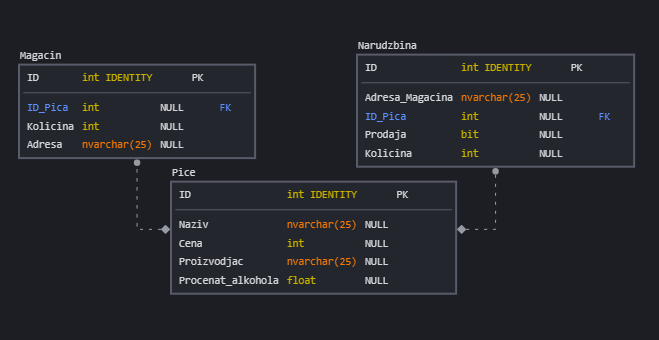 Magacin
ID int IDENTITY PK
ID_Pica int NULL FK
Kolicina int NULL
Adresa nvarchar(25) NULL
Narudzbina
ID int IDENTITY PK
Adresa_Magacina nvarchar(25) NULL
ID_Pica int NULL FK
Prodaja bit NULL
Kolicina int NULL
Pice
ID int IDENTITY PK
Naziv nvarchar(25) NULL
Cena int NULL
Proizvodjac nvarchar(25) NULL
Procenat_alkohola float NULL